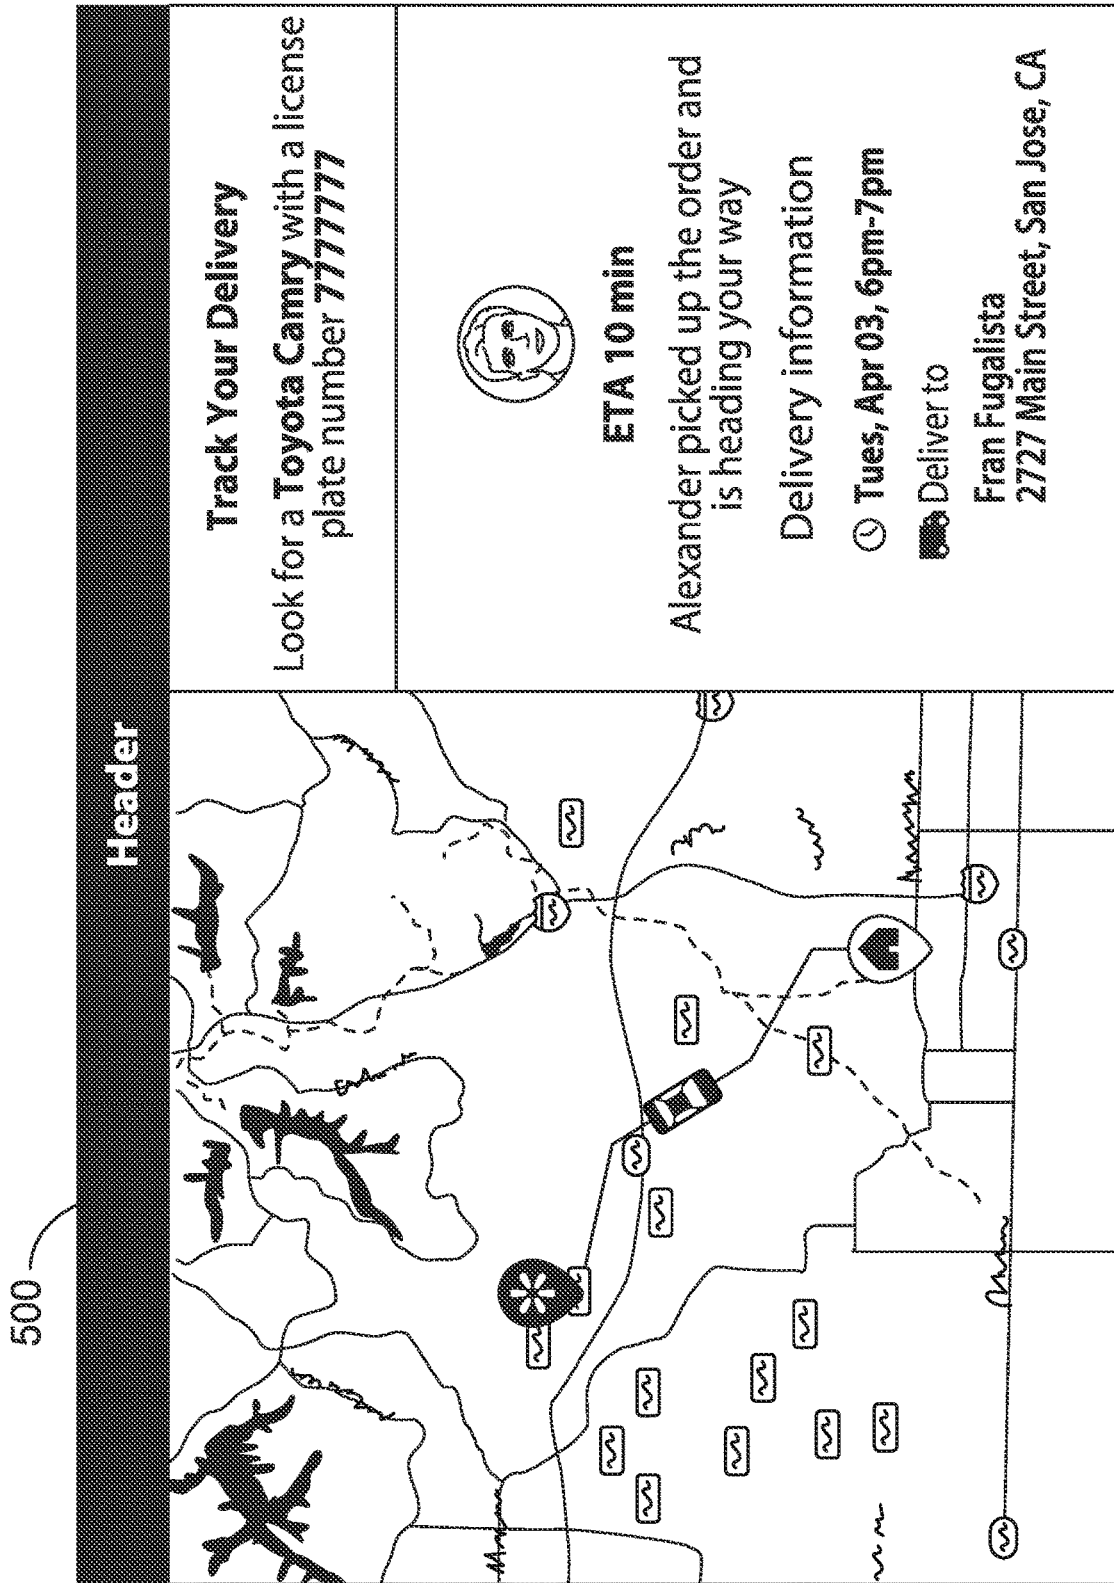 500
Header
Track Your Delivery
Look for a Toyota Camry with a license
plate number 7777777
ETA 10 min
Alexander picked up the order and
is heading your way
Delivery information
Tues, Apr 03, 6pm-7pm
Deliver to
Fran Fugalista
2727 Main Street, San Jose, CA